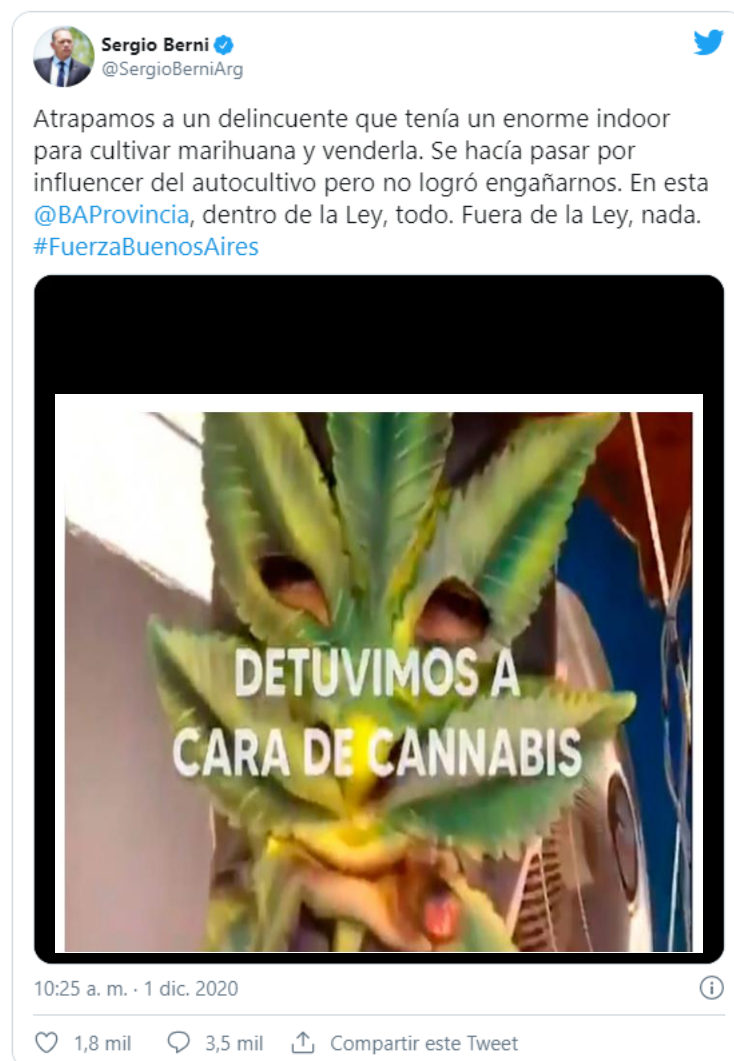 Sergio Berni
@SergioBerniArg
Atrapamos a un delincuente que tenía un enorme indoor
para cultivar marihuana y venderla. Se hacía pasar por
influencer del autocultivo pero no logró engañarnos. En esta
@BAProvincia, dentro de la Ley, todo. Fuera de la Ley, nada.
#FuerzaBuenosAires
DETUVIMOS A
CARA DE CANNABIS
10:25 a. m. · 1 dic. 2020
1,8 mil 3,5 mil Compartir este Tweet